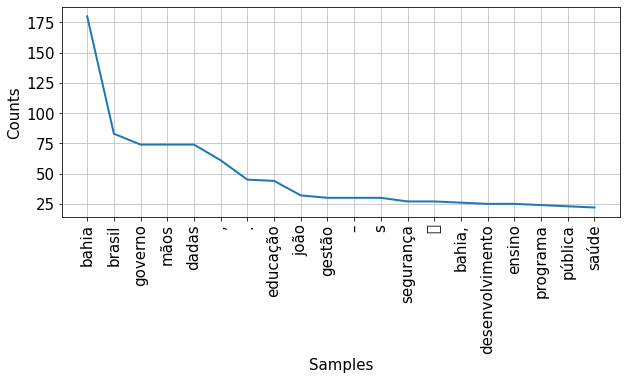 175
150
125
100
75
50
25
Counts
bahia
brasil
governo
mãos
dadas
,
.
educação
joão
gestão
–
s
segurança
bahia,
desenvolvimento
ensino
programa
pública
saúde
Samples